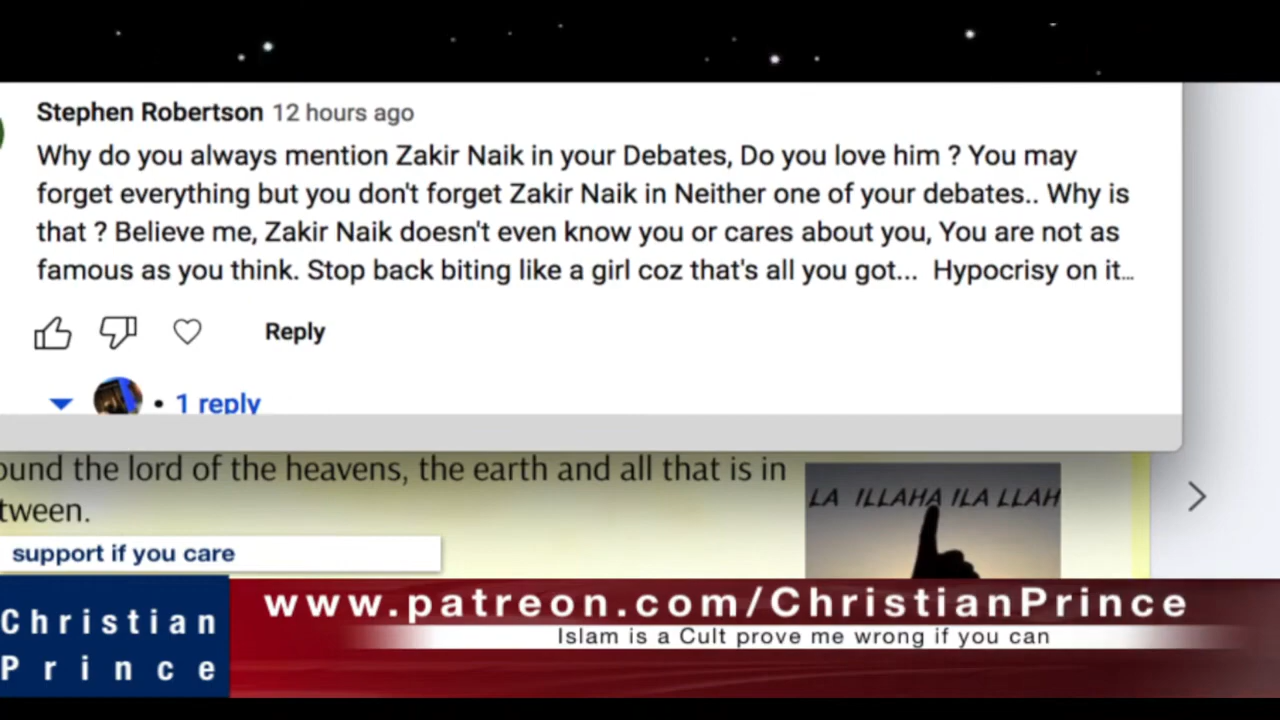 Stephen Robertson 12 hours ago
Why do you always mention Zakir Naik in your Debates, Do you love him ? You may
forget everything but you don't forget Zakir Naik in Neither one of your debates.. Why is
that ? Believe me, Zakir Naik doesn't even know you or cares about you, You are not as
famous as you think. Stop back biting like a girl coz that's all you got... Hypocrisy on it...
Reply
• 1 reply
ound the lord of the heavens, the earth and all that is in
tween.
LA ILLAHA ILA LLAH
support if you care
Christian
Prince
www.patreon.com/ChristianPrince
Islam is a Cult prove me wrong if you can